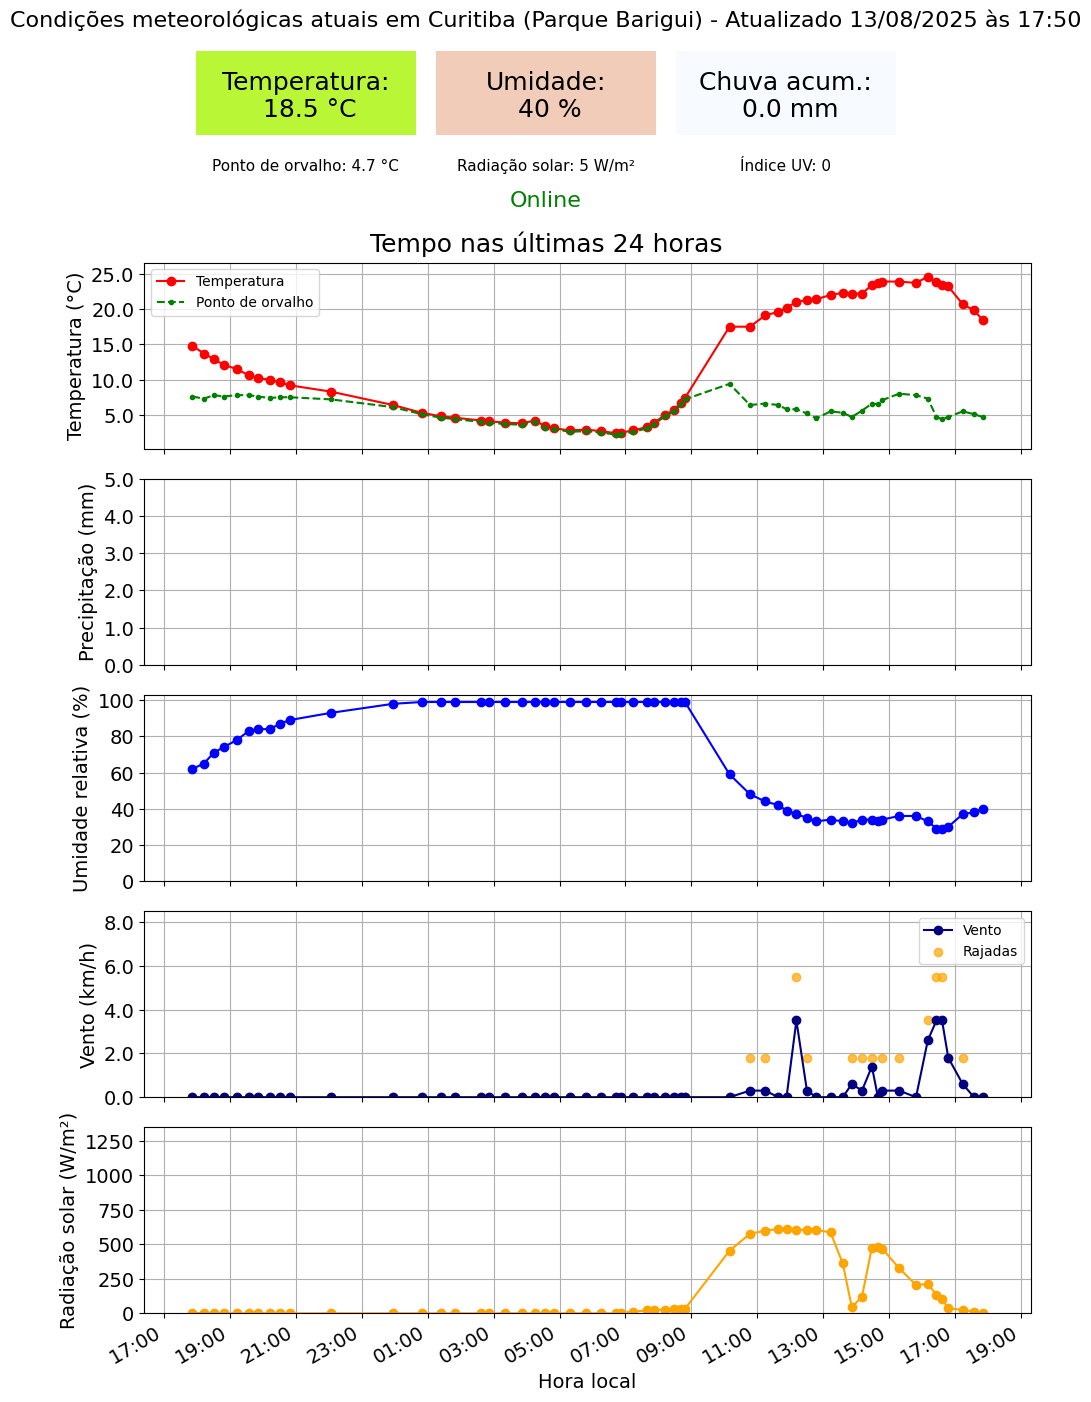 Condições meteorológicas atuais em Curitiba (Parque Barigui) - Atualizado 13/08/2025 às 17:50
Temperatura:
18.5 °C
Umidade:
40 %
Chuva acum.:
0.0 mm
Ponto de orvalho: 4.7 °C
Radiação solar: 5 W/m²
Índice UV: 0
Online
Tempo nas últimas 24 horas
Temperatura (°C)
25.0
20.0
15.0
10.0
5.0
Temperatura
Ponto de orvalho
Precipitação (mm)
5.0
4.0
3.0
2.0
1.0
0.0
Umidade relativa (%)
100
80
60
40
20
0
Vento (km/h)
8.0
6.0
4.0
2.0
0.0
Vento
Rajadas
Radiação solar (W/m²)
1250
1000
750
500
250
0
17:00
19:00
21:00
23:00
01:00
03:00
05:00
07:00
09:00
11:00
13:00
15:00
17:00
19:00
Hora local